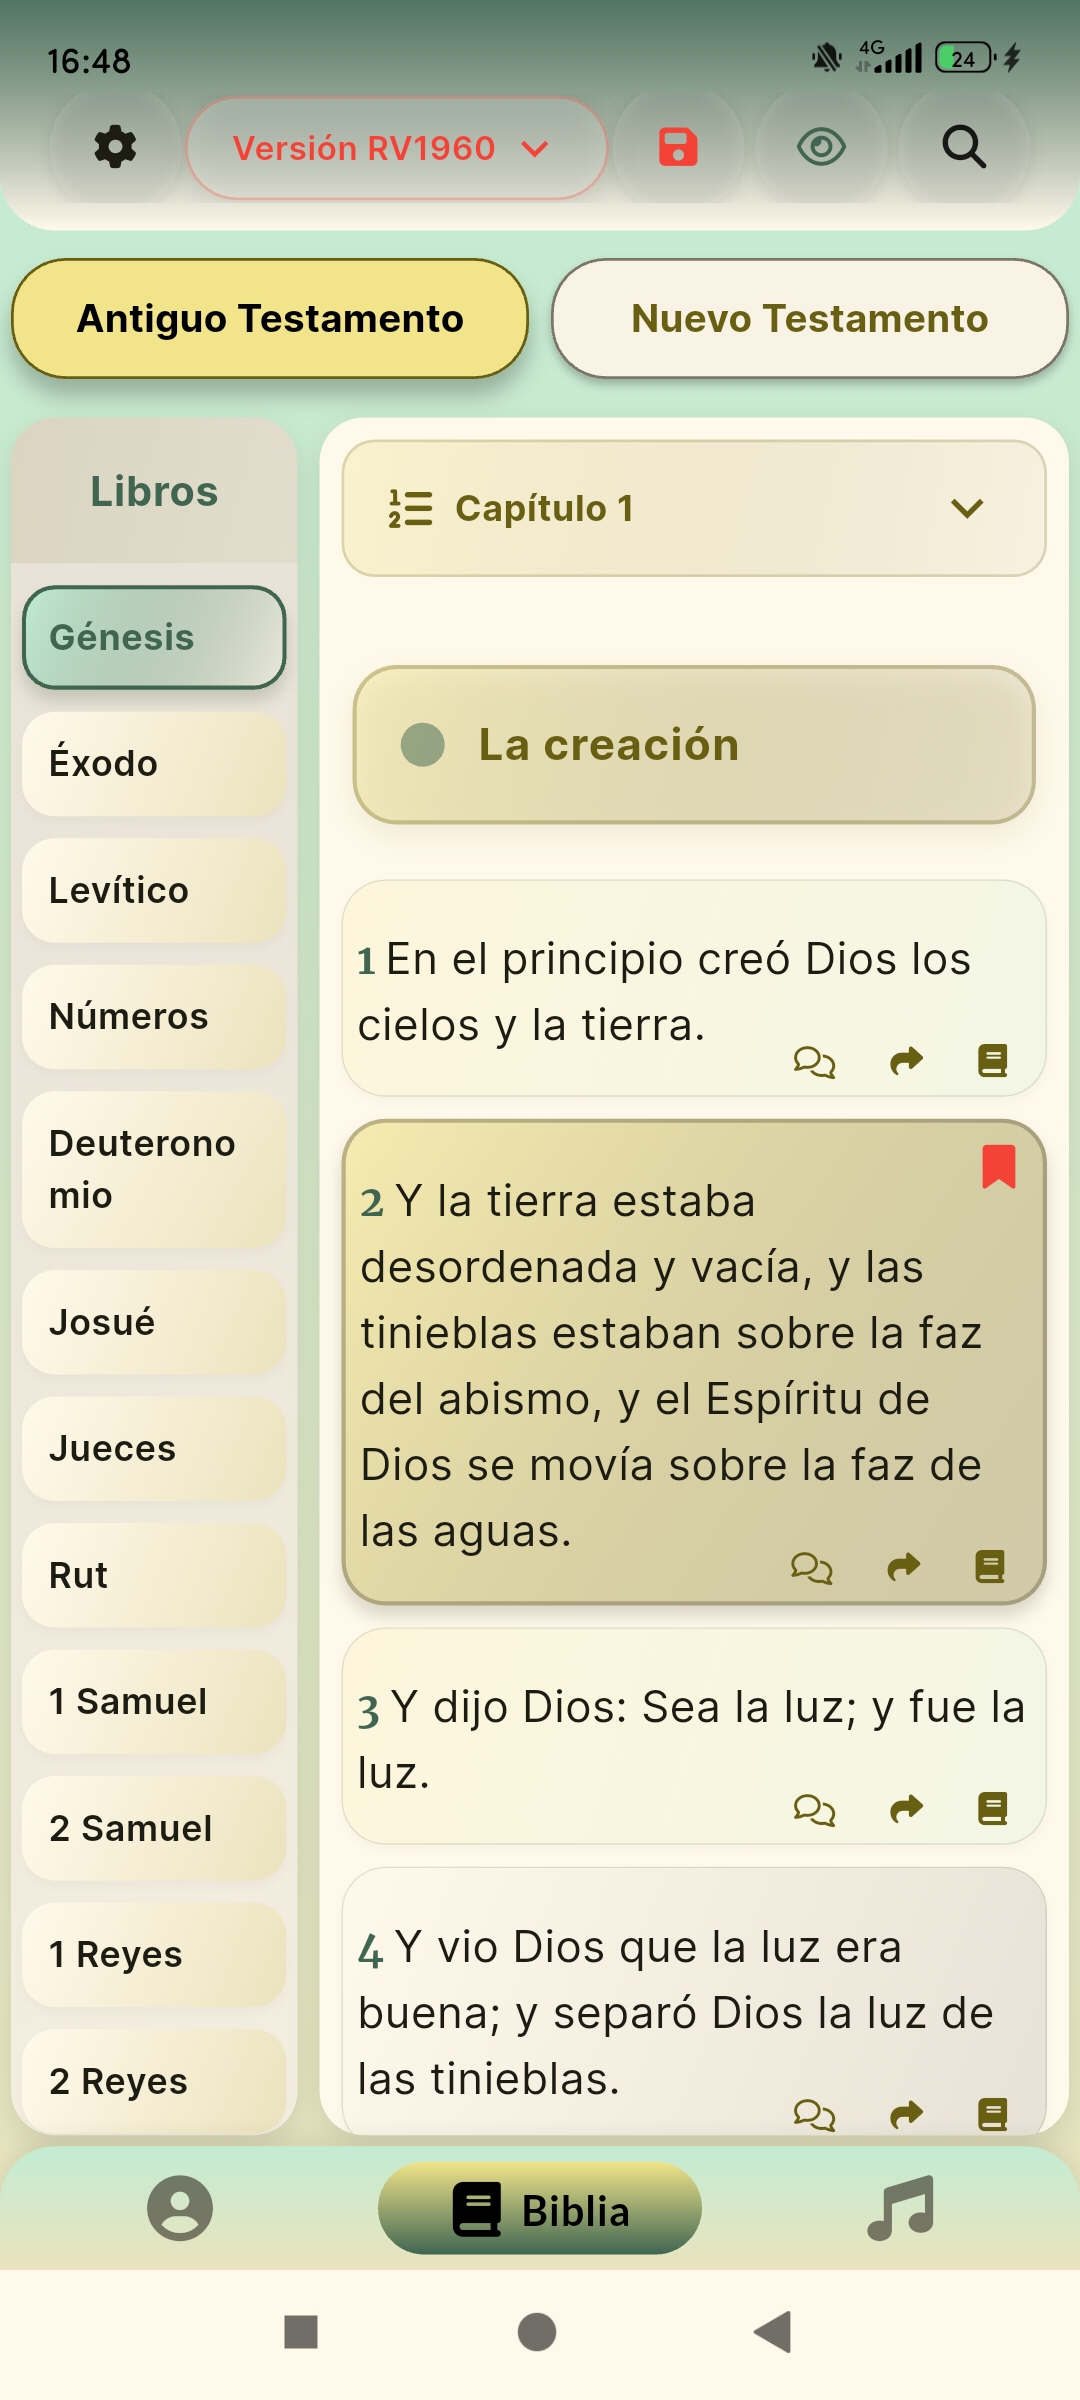 16:48
4G
24
Versión RV1960
Antiguo Testamento
Nuevo Testamento
Libros
Génesis
Éxodo
Levítico
Números
Deuterono
mio
Josué
Jueces
Rut
1 Samuel
2 Samuel
1 Reyes
2 Reyes
Capítulo 1
La creación
1 En el principio creó Dios los
cielos y la tierra.
2 Y la tierra estaba
desordenada y vacía, y las
tinieblas estaban sobre la faz
del abismo, y el Espíritu de
Dios se movía sobre la faz de
las aguas.
3 Y dijo Dios: Sea la luz; y fue la
luz.
4 Y vio Dios que la luz era
buena; y separó Dios la luz de
las tinieblas.
Biblia